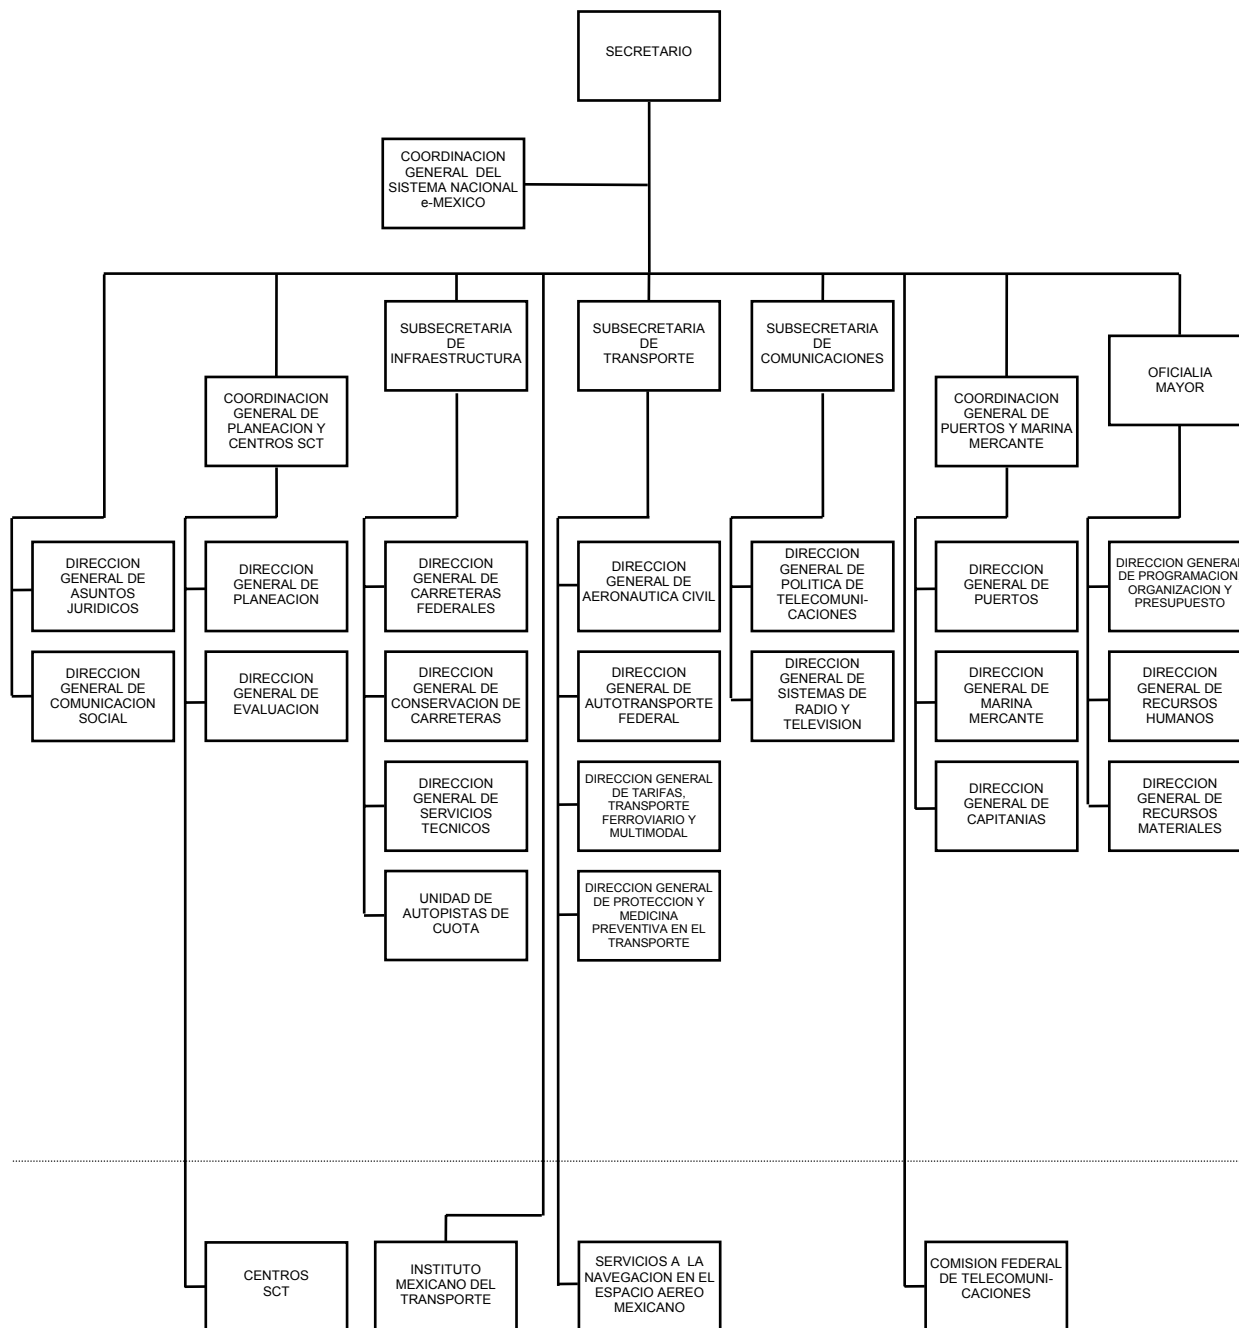 SECRETARIO
COORDINACION
GENERAL DEL
SISTEMA NACIONAL
e-MEXICO
SUBSECRETARIA
DE
INFRAESTRUCTURA
SUBSECRETARIA
DE
TRANSPORTE
SUBSECRETARIA
DE
COMUNICACIONES
OFICIALIA
MAYOR
COORDINACION
GENERAL DE
PLANEACION Y
CENTROS SCT
COORDINACION
GENERAL DE
PUERTOS Y MARINA
MERCANTE
DIRECCION
GENERAL DE
ASUNTOS
JURIDICOS
DIRECCION
GENERAL DE
PLANEACION
DIRECCION
GENERAL DE
CARRETERAS
FEDERALES
DIRECCION
GENERAL DE
AERONAUTICA CIVIL
DIRECCION
GENERAL DE
POLITICA DE
TELECOMUNI-
CACIONES
DIRECCION
GENERAL DE
PUERTOS
DIRECCION GENERAL
DE PROGRAMACION
ORGANIZACION Y
PRESUPUESTO
DIRECCION
GENERAL DE
COMUNICACION
SOCIAL
DIRECCION
GENERAL DE
EVALUACION
DIRECCION
GENERAL DE
CONSERVACION DE
CARRETERAS
DIRECCION
GENERAL DE
AUTOTRANSPORTE
FEDERAL
DIRECCION
GENERAL DE
SISTEMAS DE
RADIO Y
TELEVISION
DIRECCION
GENERAL DE
MARINA
MERCANTE
DIRECCION
GENERAL DE
RECURSOS
HUMANOS
DIRECCION
GENERAL DE
SERVICIOS
TECNICOS
DIRECCION GENERAL
DE TARIFAS,
TRANSPORTE
FERROVIARIO Y
MULTIMODAL
DIRECCION
GENERAL DE
CAPITANIAS
DIRECCION
GENERAL DE
RECURSOS
MATERIALES
UNIDAD DE
AUTOPISTAS DE
CUOTA
DIRECCION GENERAL
DE PROTECCION Y
MEDICINA
PREVENTIVA EN EL
TRANSPORTE
CENTROS
SCT
INSTITUTO
MEXICANO DEL
TRANSPORTE
SERVICIOS A LA
NAVEGACION EN EL
ESPACIO AEREO
MEXICANO
COMISION FEDERAL
DE TELECOMUNI-
CACIONES